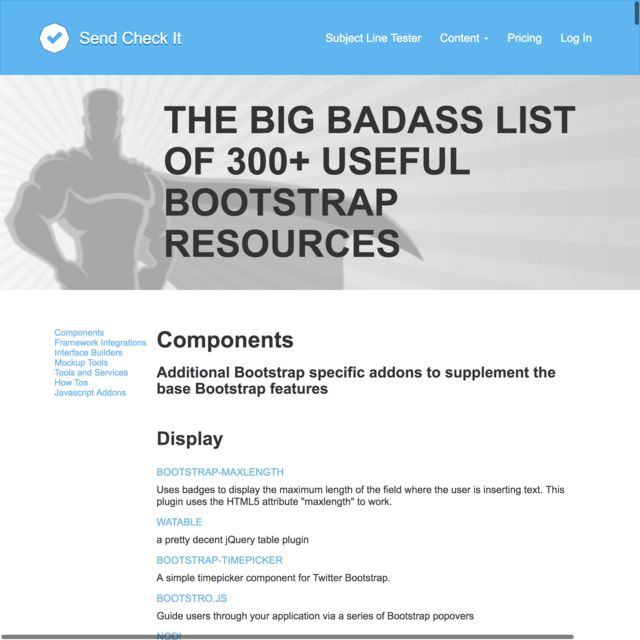 Send Check It
Subject Line Tester
Content
Pricing
Log In
THE BIG BADASS LIST
OF 300+ USEFUL
BOOTSTRAP
RESOURCES
Components
Framework Integrations
Interface Builders
Mockup Tools
Tools and Services
How Tos
Javascript Addons
Components
Additional Bootstrap specific addons to supplement the
base Bootstrap features
Display
BOOTSTRAP-MAXLENGTH
Uses badges to display the maximum length of the field where the user is inserting text. This
plugin uses the HTML5 attribute "maxlength" to work.
WATABLE
a pretty decent jQuery table plugin
BOOTSTRAP-TIMEPICKER
A simple timepicker component for Twitter Bootstrap.
BOOTSTRO.JS
Guide users through your application via a series of Bootstrap popovers